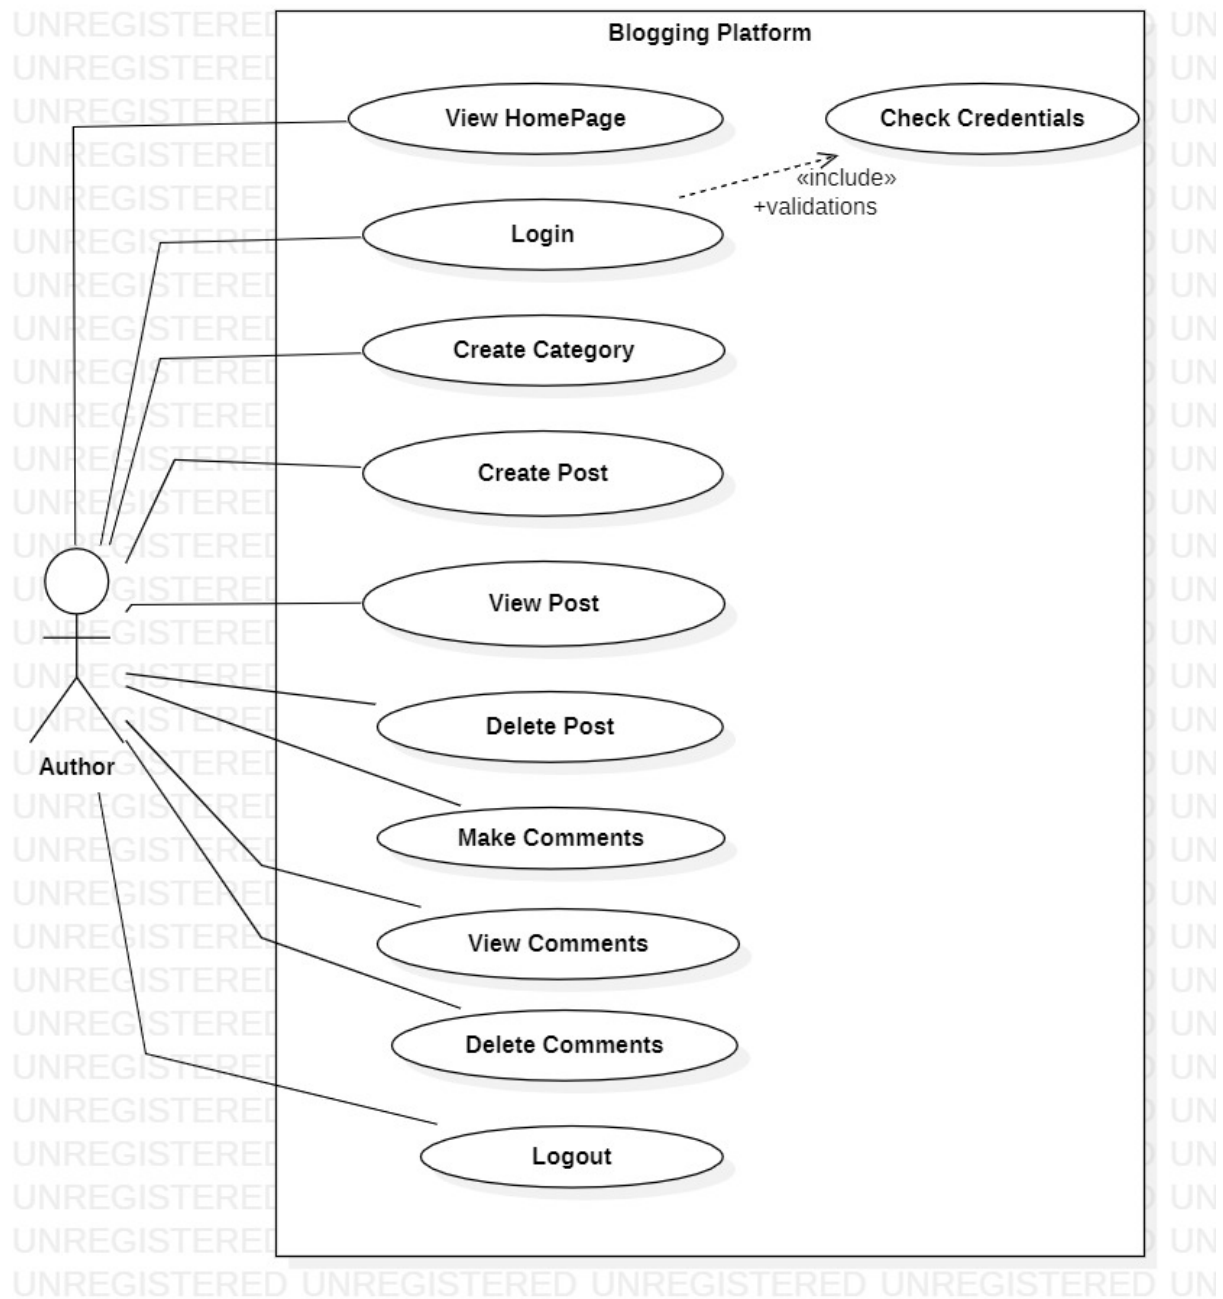 Blogging Platform
View HomePage
Check Credentials
«include»
+validations
Login
Create Category
Create Post
View Post
Delete Post
Author
Make Comments
View Comments
Delete Comments
Logout
UNREGISTERED UNREGISTERED UNREGISTERED UNREGISTERED UN